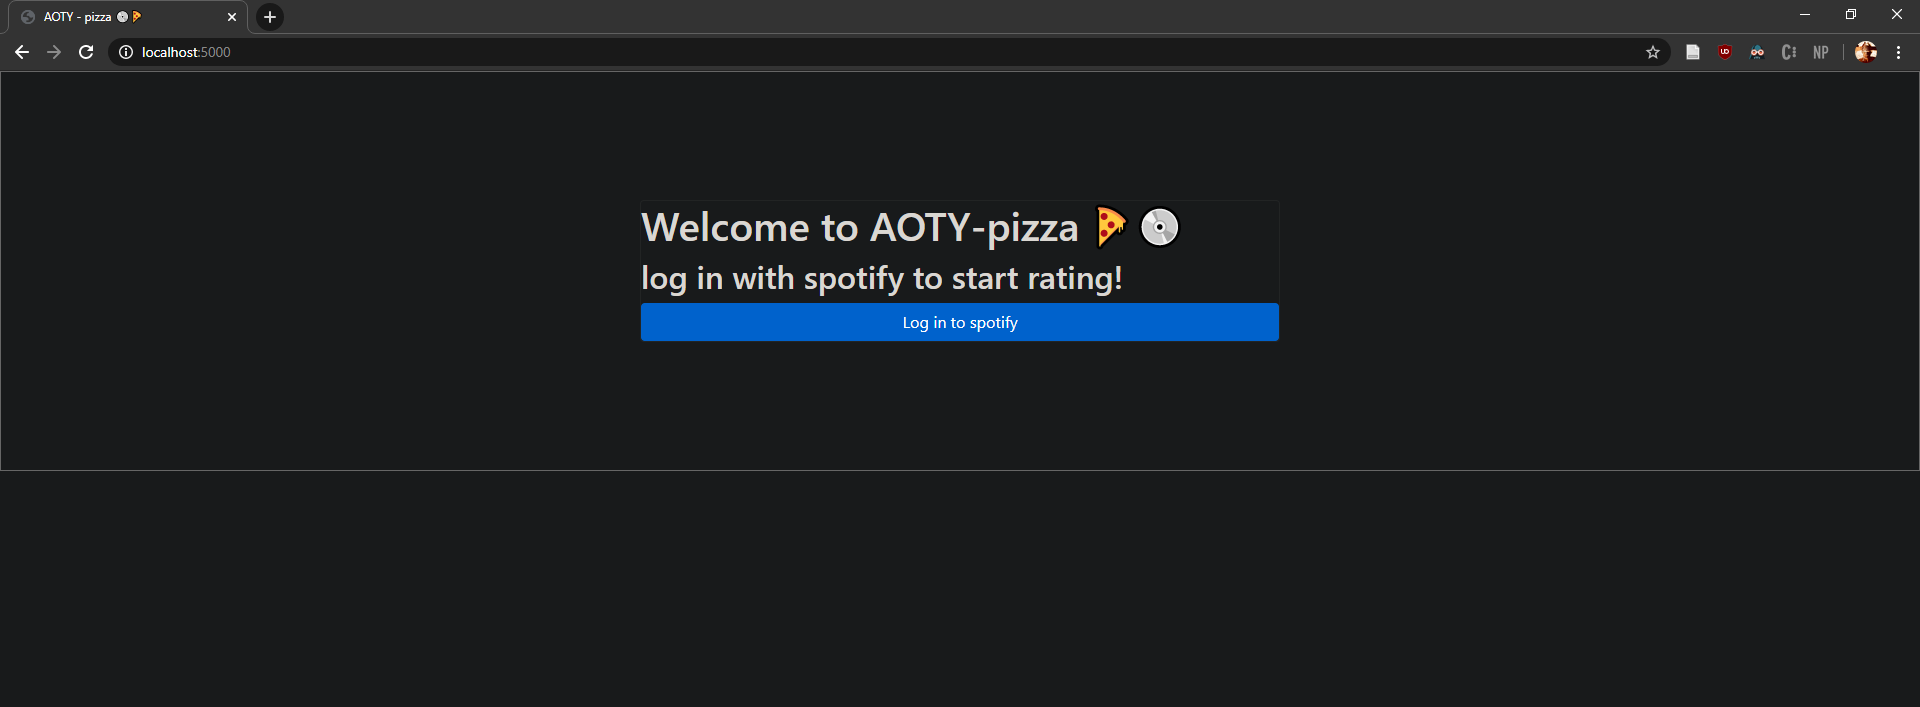 AOTY - pizza 💿🍕
localhost:5000
NP
Welcome to AOTY-pizza 🍕 💿
log in with spotify to start rating!
Log in to spotify